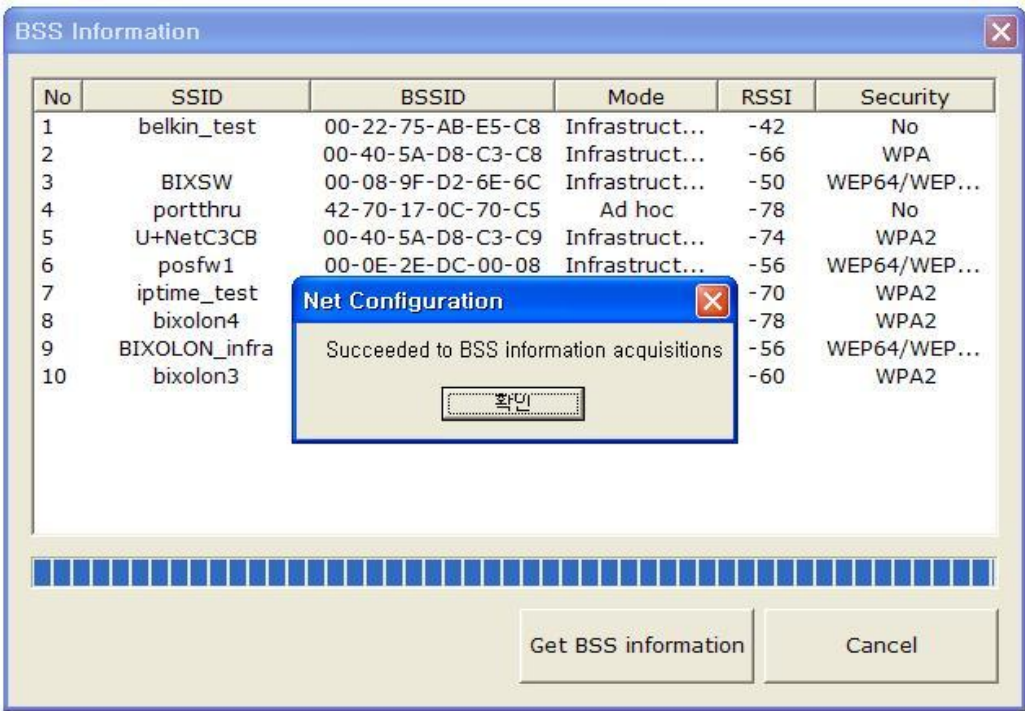 BSS Information
No SSID BSSID Mode RSSI Security
1 belkin_test 00-22-75-AB-E5-C8 Infrastruct... -42 No
2 00-40-5A-D8-C3-C8 Infrastruct... -66 WPA
3 BIXSW 00-08-9F-D2-6E-6C Infrastruct... -50 WEP64/WEP...
4 portthru 42-70-17-0C-70-C5 Ad hoc -78 No
5 U+NetC3CB 00-40-5A-D8-C3-C9 Infrastruct... -74 WPA2
6 posfw1 00-0E-2E-DC-00-08 Infrastruct... -56 WEP64/WEP...
7 iptime_test -70 WPA2
8 bixolon4 -78 WPA2
9 BIXOLON_infra -56 WEP64/WEP...
10 bixolon3 -60 WPA2
Net Configuration
Succeeded to BSS information acquisitions
확인
Get BSS information Cancel